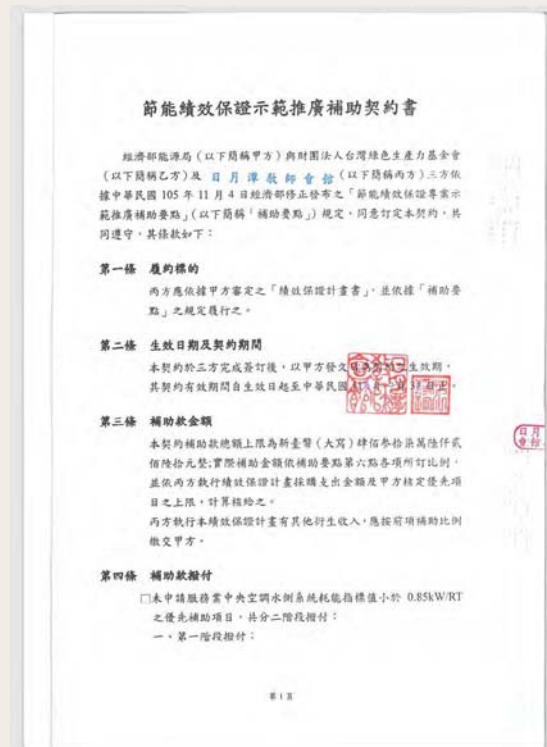 節能績效保證示範推廣補助契約書
經濟部能源局(以下簡稱甲方)與財團法人台灣綠色生產力基金會
(以下簡稱乙方)及 日月潭教師會館(以下簡稱丙方)三方依
據中華民國 105 年 11 月 4 日經濟部修正發布之「節能績效保證專案示
範推廣補助要點」(以下簡稱「補助要點」)規定,同意訂定本契約,共
同遵守,其條款如下:
第一條 履約標的
丙方應依據甲方審定之「績效保證計畫書」,並依據「補助要
點」之規定履行之。
第二條 生效日期及契約期間
本契約於三方完成簽訂後,以甲方發文日為契約生效期,
其契約有效期間自生效日起至中華民國
第三條 補助款金額
本契約補助款總額上限為新臺幣(大寫)肆佰參拾柒萬陸仟貳
佰陸拾元整;實際補助金額依補助要點第六點各項所訂比例,
並依丙方執行績效保證計畫採購支出金額及甲方核定優先項
目之上限,計算核給之。
丙方執行本績效保證計畫有其他衍生收入,應按前項補助比例
繳交甲方。
第四條 補助款撥付
□未申請服務業中央空調水側系統耗能指標值小於 0.85kW/RT
之優先補助項目,共分二階段撥付:
一、第一階段撥付:
第 1 頁